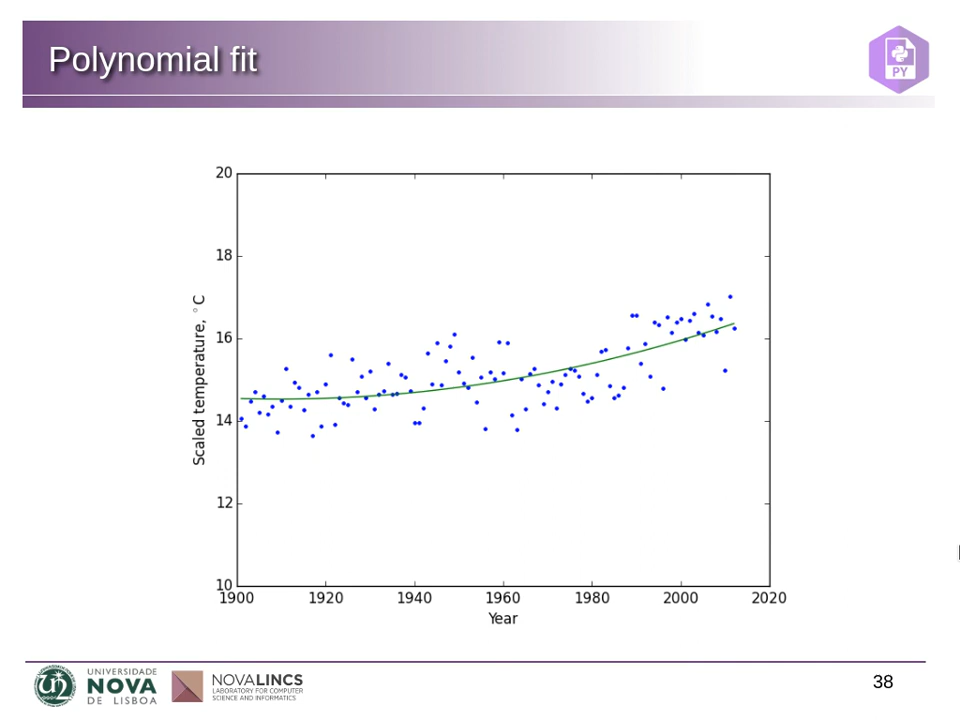 Polynomial fit
PY
20
18
16
14
12
10
Scaled temperature, °C
1900 1920 1940 1960 1980 2000 2020
Year
UNIVERSIDADE
NOVA
DE LISBOA
NOVALINCS
LABORATORY FOR COMPUTER
SCIENCE AND INFORMATICS
38